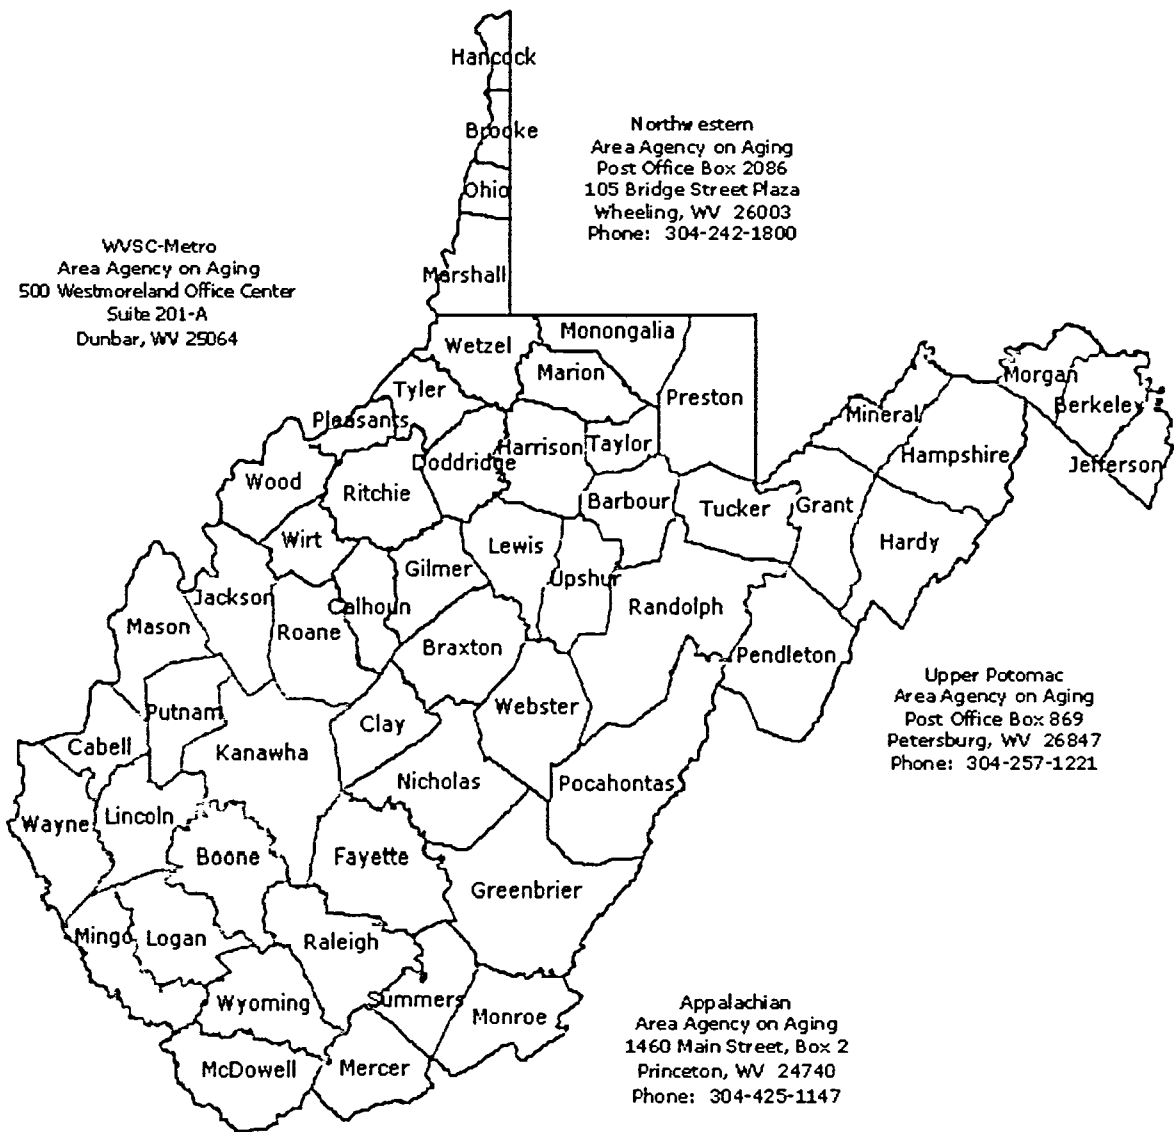 Hancock
Brooke
Northwestern
Area Agency on Aging
Post Office Box 2086
105 Bridge Street Plaza
Wheeling, WV 26003
Phone: 304-242-1800
Ohio
WVSC-Metro
Area Agency on Aging
500 Westmoreland Office Center
Suite 201-A
Dunbar, WV 25064
Marshall
Wetzel
Monongalia
Marion
Preston
Tyler
Pleasants
Morgan
Berkeley
Mineral
Hampshire
Jefferson
Harrison
Taylor
Doddridge
Wood
Ritchie
Barbour
Tucker
Grant
Hardy
Wirt
Lewis
Gilmer
Upshur
Jackson
Calhoun
Randolph
Mason
Roane
Braxton
Pendleton
Upper Potomac
Area Agency on Aging
Post Office Box 869
Petersburg, WV 26847
Phone: 304-257-1221
Putnam
Clay
Webster
Cabell
Kanawha
Nicholas
Pocahontas
Wayne
Lincoln
Boone
Fayette
Greenbrier
Mingo
Logan
Raleigh
Wyoming
Summers
Monroe
Appalachian
Area Agency on Aging
1460 Main Street, Box 2
Princeton, WV 24740
Phone: 304-425-1147
McDowell
Mercer